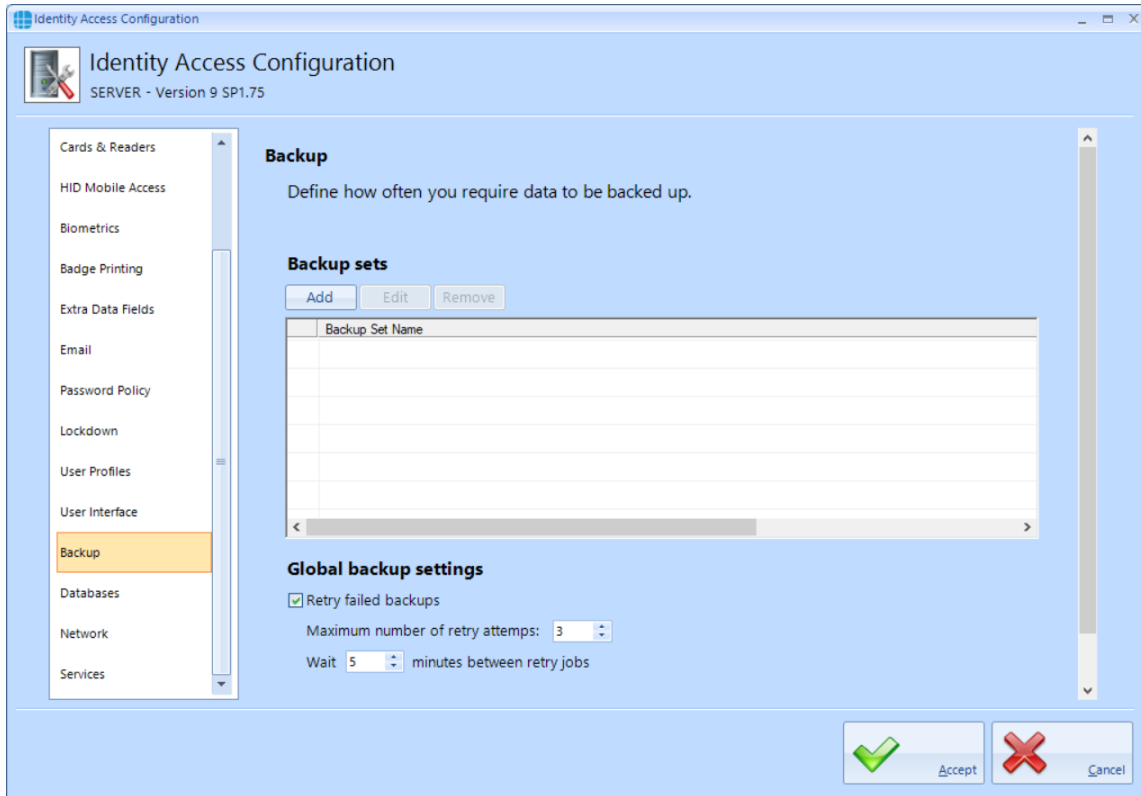 Identity Access Configuration
Identity Access Configuration
SERVER - Version 9 SP1.75
Cards & Readers
HID Mobile Access
Biometrics
Badge Printing
Extra Data Fields
Email
Password Policy
Lockdown
User Profiles
User Interface
Backup
Databases
Network
Services
Backup
Define how often you require data to be backed up.
Backup sets
Add Edit Remove
Backup Set Name
Global backup settings
Retry failed backups
Maximum number of retry attemps: 3
Wait 5 minutes between retry jobs
Accept Cancel